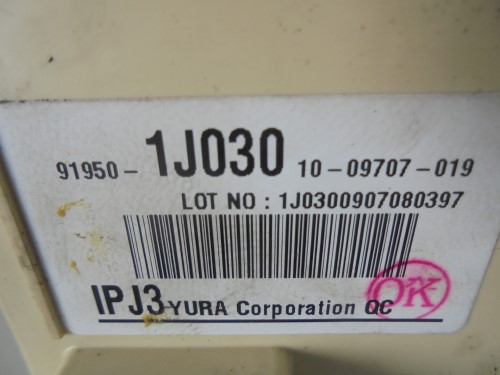 91950- 1J030 10-09707-019
LOT NO : 1J0300907080397
IPJ3 YURA Corporation QC
OK